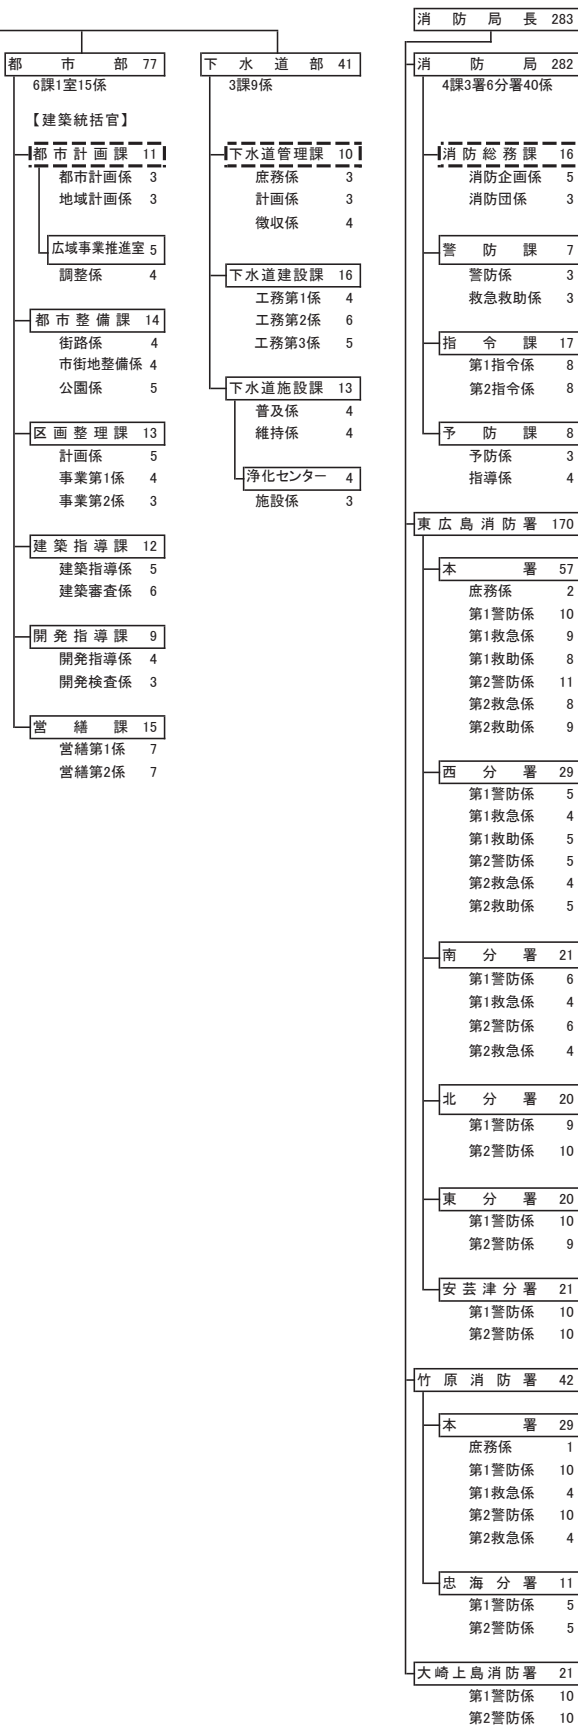 都市部 77
6課1室15係
【建築統括官】
都市計画課 11
都市計画係 3
地域計画係 3
広域事業推進室 5
調整係 4
都市整備課 14
街路係 4
市街地整備係 4
公園係 5
区画整理課 13
計画係 5
事業第1係 4
事業第2係 3
建築指導課 12
建築指導係 5
建築審査係 6
開発指導課 9
開発指導係 4
開発検査係 3
営繕課 15
営繕第1係 7
営繕第2係 7
下水道部 41
3課9係
下水道管理課 10
庶務係 3
計画係 3
徴収係 4
下水道建設課 16
工務第1係 4
工務第2係 6
工務第3係 5
下水道施設課 13
普及係 4
維持係 4
浄化センター 4
施設係 3
消防局長 283
消防局 282
4課3署6分署40係
消防総務課 16
消防企画係 5
消防団係 3
警防課 7
警防係 3
救急救助係 3
指令課 17
第1指令係 8
第2指令係 8
予防課 8
予防係 3
指導係 4
東広島消防署 170
本署 57
庶務係 2
第1警防係 10
第1救急係 9
第1救助係 8
第2警防係 11
第2救急係 8
第2救助係 9
西分署 29
第1警防係 5
第1救急係 4
第1救助係 5
第2警防係 5
第2救急係 4
第2救助係 5
南分署 21
第1警防係 6
第1救急係 4
第2警防係 6
第2救急係 4
北分署 20
第1警防係 9
第2警防係 10
東分署 20
第1警防係 10
第2警防係 9
安芸津分署 21
第1警防係 10
第2警防係 10
竹原消防署 42
本署 29
庶務係 1
第1警防係 10
第1救急係 4
第2警防係 10
第2救急係 4
忠海分署 11
第1警防係 5
第2警防係 5
大崎上島消防署 21
第1警防係 10
第2警防係 10